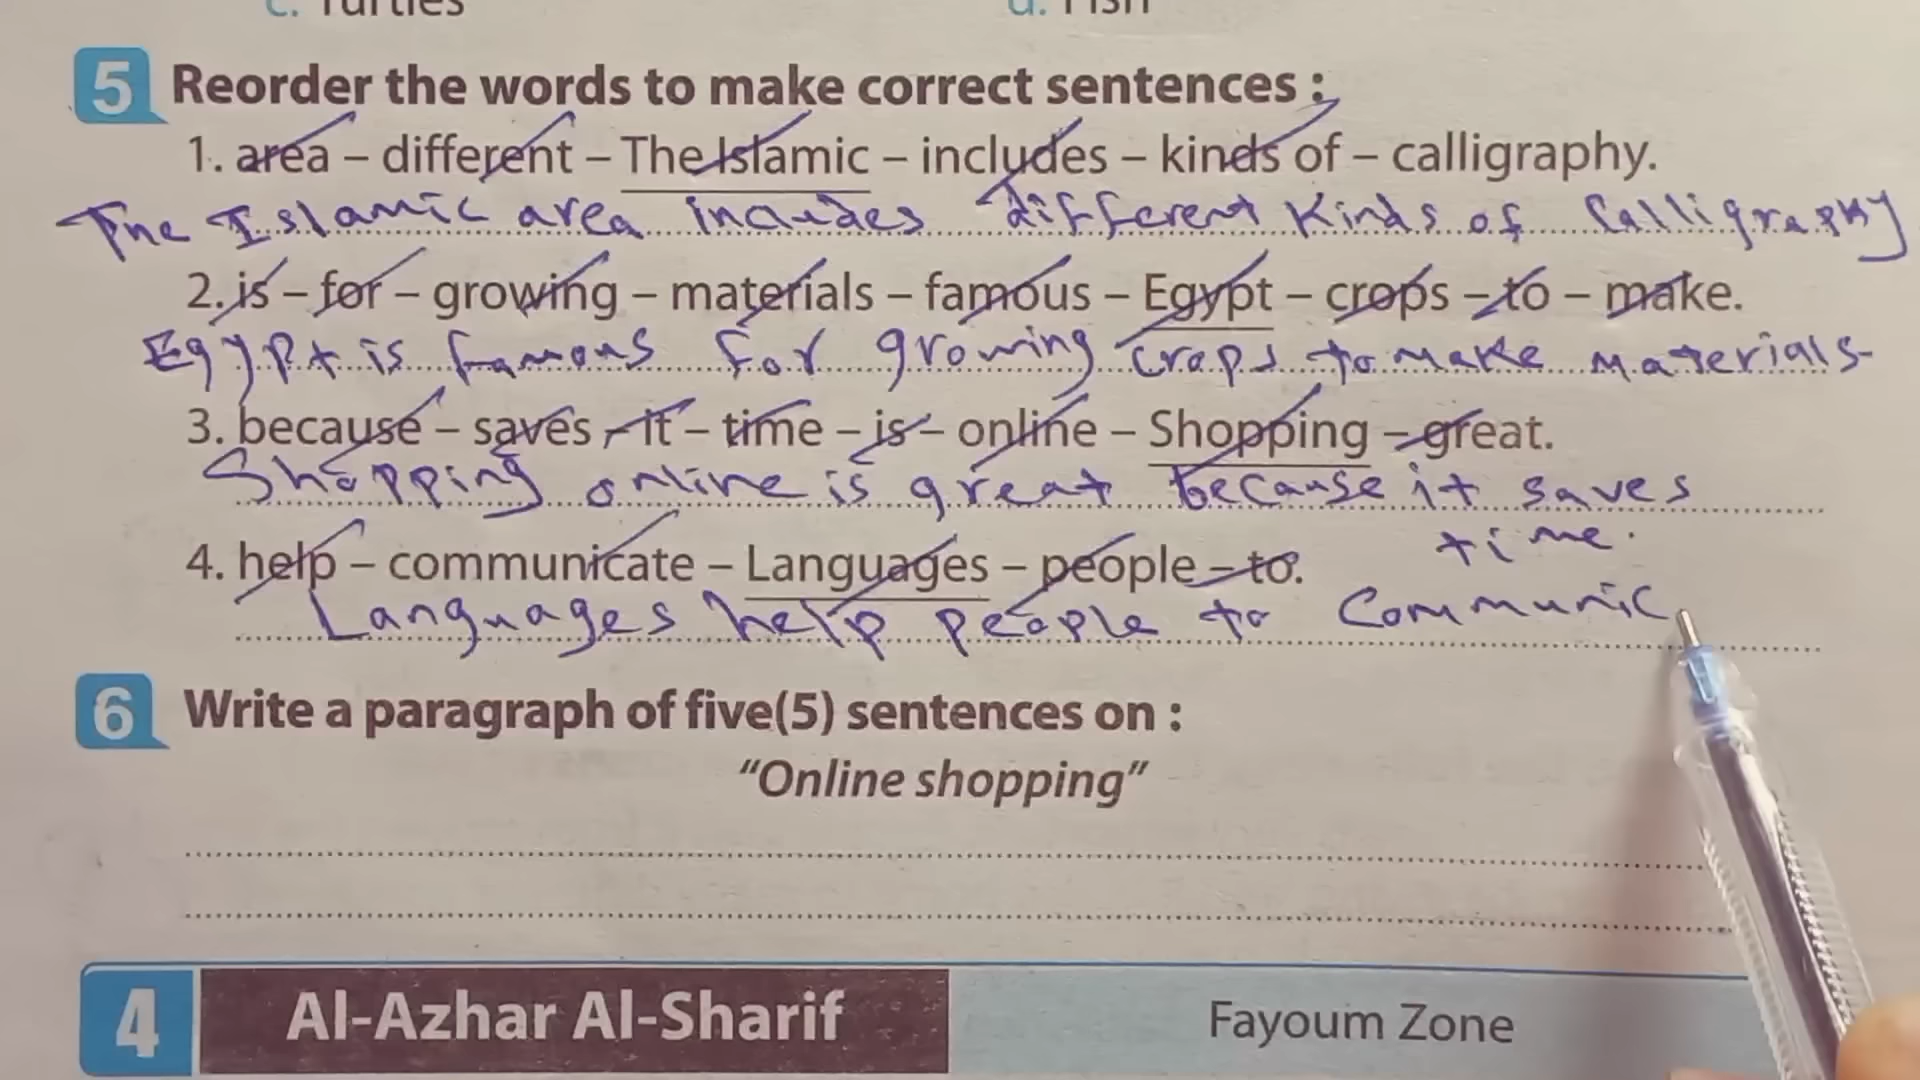 c. Turtles d. Fish
5 Reorder the words to make correct sentences :
1. area – different – The Islamic – includes – kinds of – calligraphy.
The Islamic area includes different kinds of Calligraphy
2. is – for – growing – materials – famous – Egypt – crops – to – make.
Egypt is famous for growing crops to make materials
3. because – saves – it – time – is – online – Shopping – great.
Shopping online is great because it saves
time.
4. help – communicate – Languages – people – to.
Languages help people to Communic
6 Write a paragraph of five(5) sentences on :
“Online shopping”
4 Al-Azhar Al-Sharif Fayoum Zone